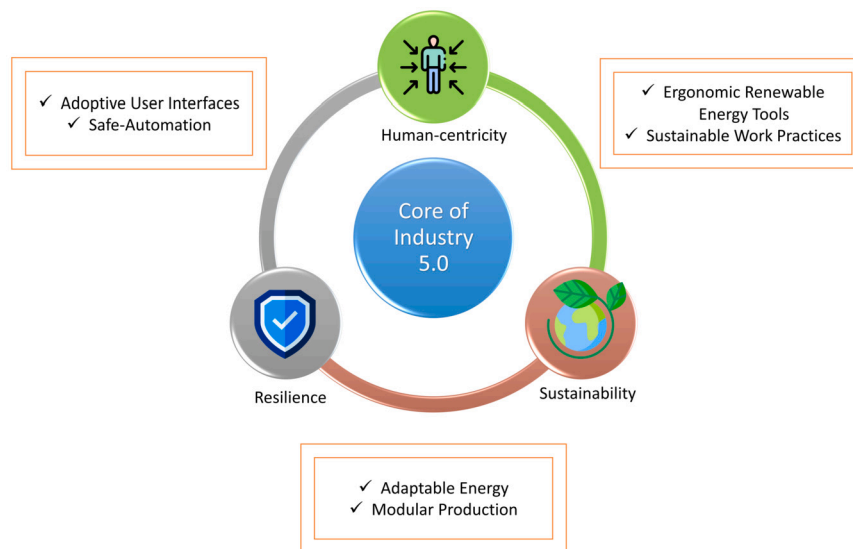 Human-centricity
✓ Adoptive User Interfaces
✓ Safe-Automation
✓ Ergonomic Renewable
Energy Tools
✓ Sustainable Work Practices
Core of
Industry
5.0
Resilience
Sustainability
✓ Adaptable Energy
✓ Modular Production